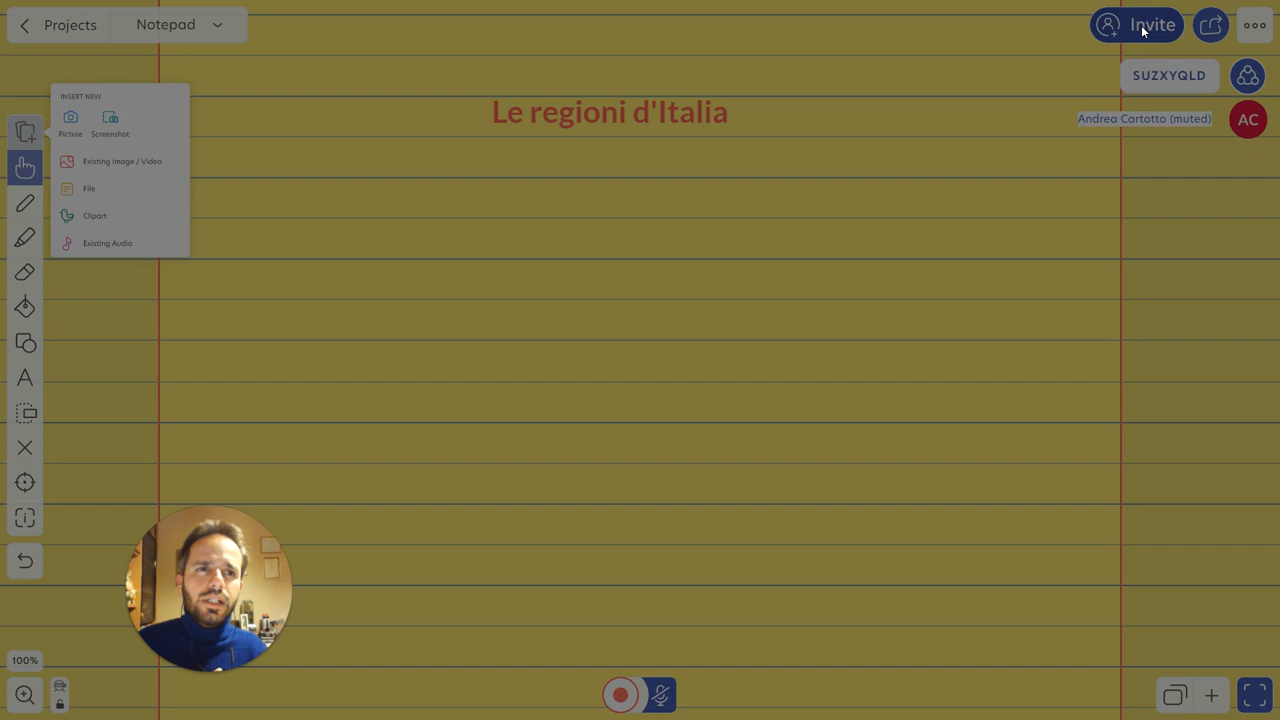 Projects
Notepad
Invite
SUZXYQLD
Andrea Cartotto (muted)
AC
Le regioni d'Italia
INSERT NEW
Picture
Screenshot
Existing Image / Video
File
Clipart
Existing Audio
A
100%